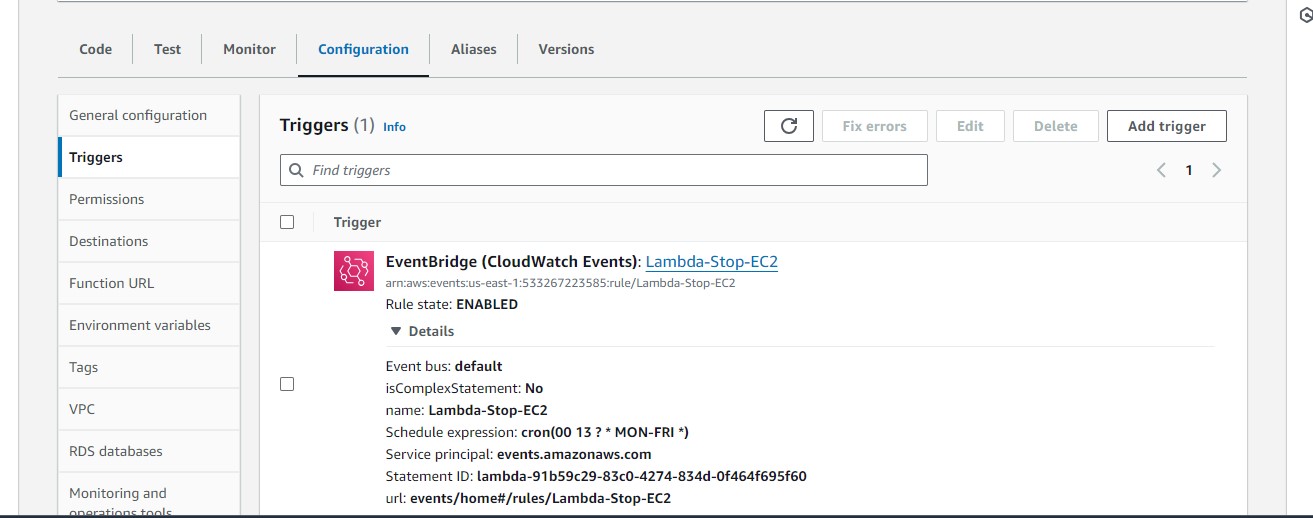 Code Test Monitor Configuration Aliases Versions
General configuration
Triggers
Permissions
Destinations
Function URL
Environment variables
Tags
VPC
RDS databases
Monitoring and
operations tools
Triggers (1) Info
Fix errors Edit Delete Add trigger
Find triggers
1
Trigger
EventBridge (CloudWatch Events): Lambda-Stop-EC2
arn:aws:events:us-east-1:533267223585:rule/Lambda-Stop-EC2
Rule state: ENABLED
Details
Event bus: default
isComplexStatement: No
name: Lambda-Stop-EC2
Schedule expression: cron(00 13 ? * MON-FRI *)
Service principal: events.amazonaws.com
Statement ID: lambda-91b59c29-83c0-4274-834d-0f464f695f60
url: events/home#/rules/Lambda-Stop-EC2